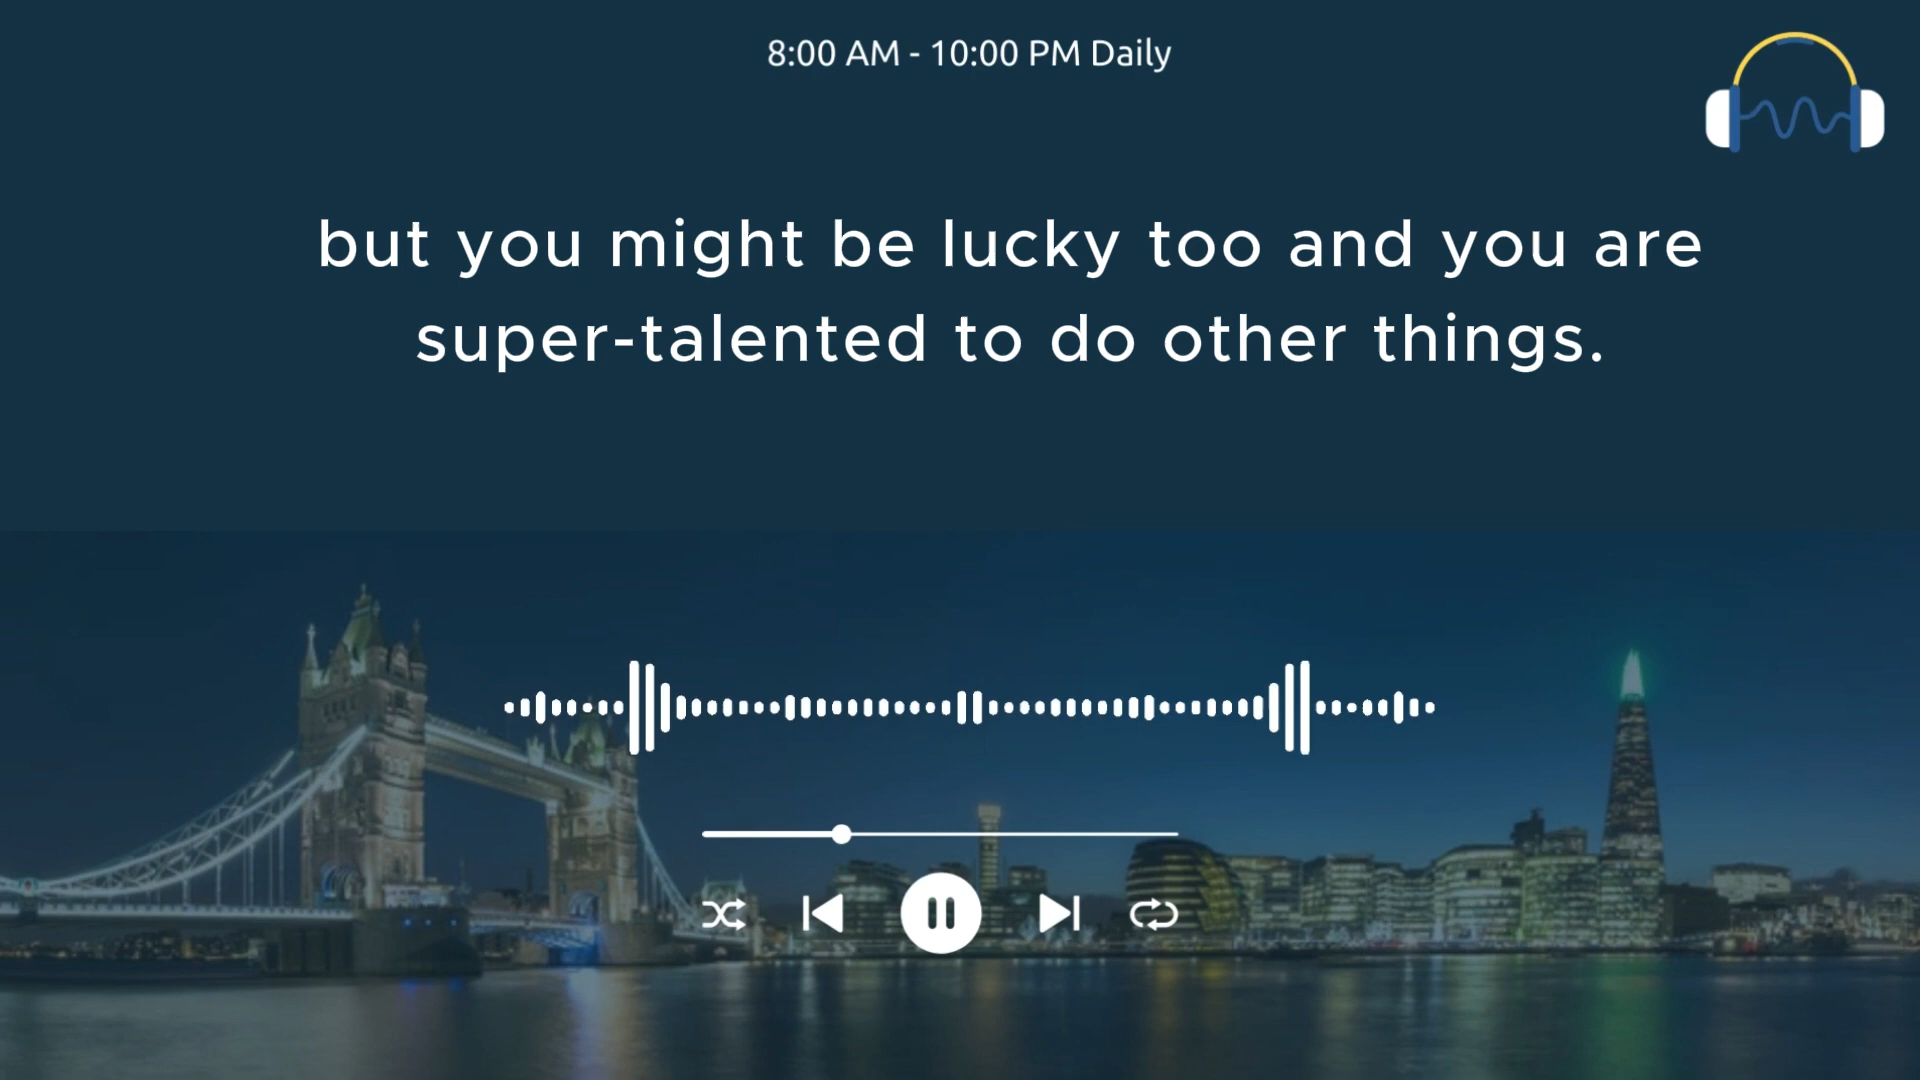 8:00 AM - 10:00 PM Daily
but you might be lucky too and you are
super-talented to do other things.